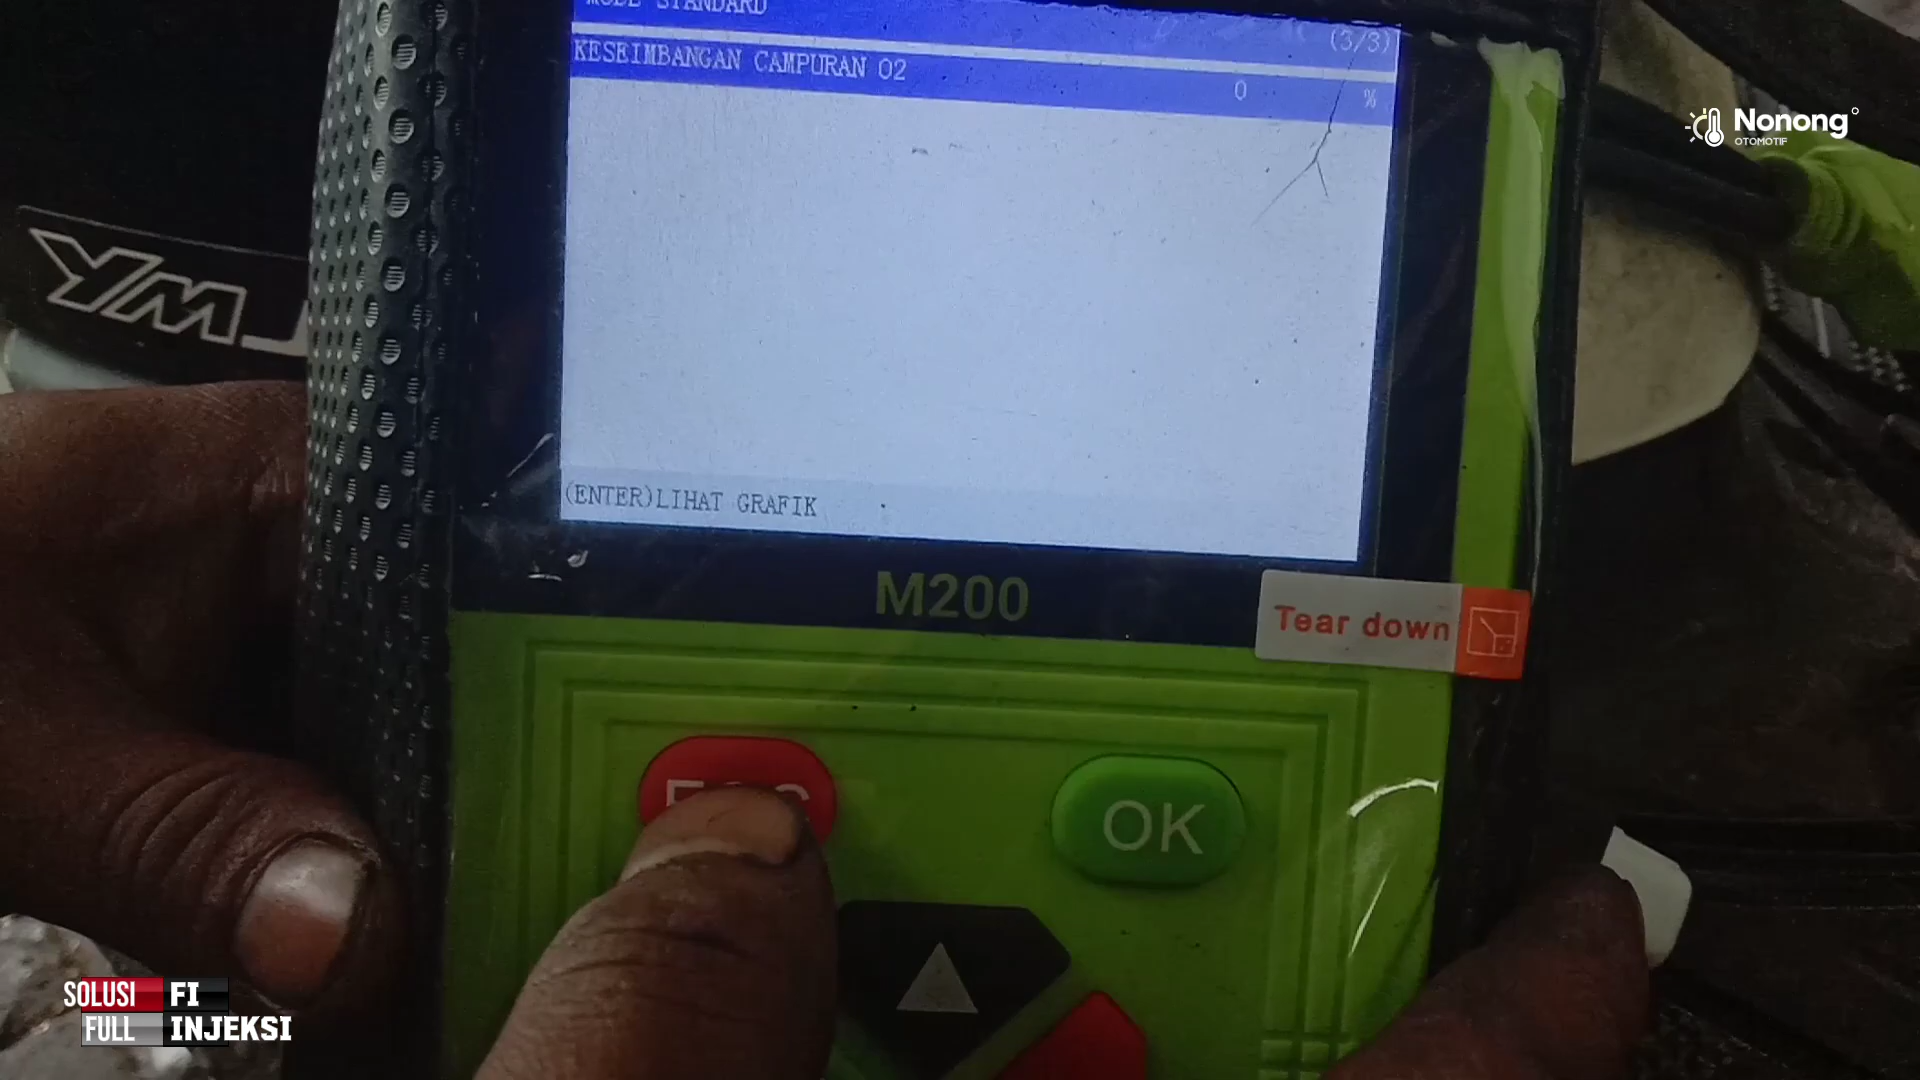 MODE STANDARD
(3/3)
KESEIMBANGAN CAMPURAN O2 0 %
(ENTER)LIHAT GRAFIK
M200
Tear down
ESC
OK
Nonong
OTOMOTIF
SOLUSI FI
FULL INJEKSI